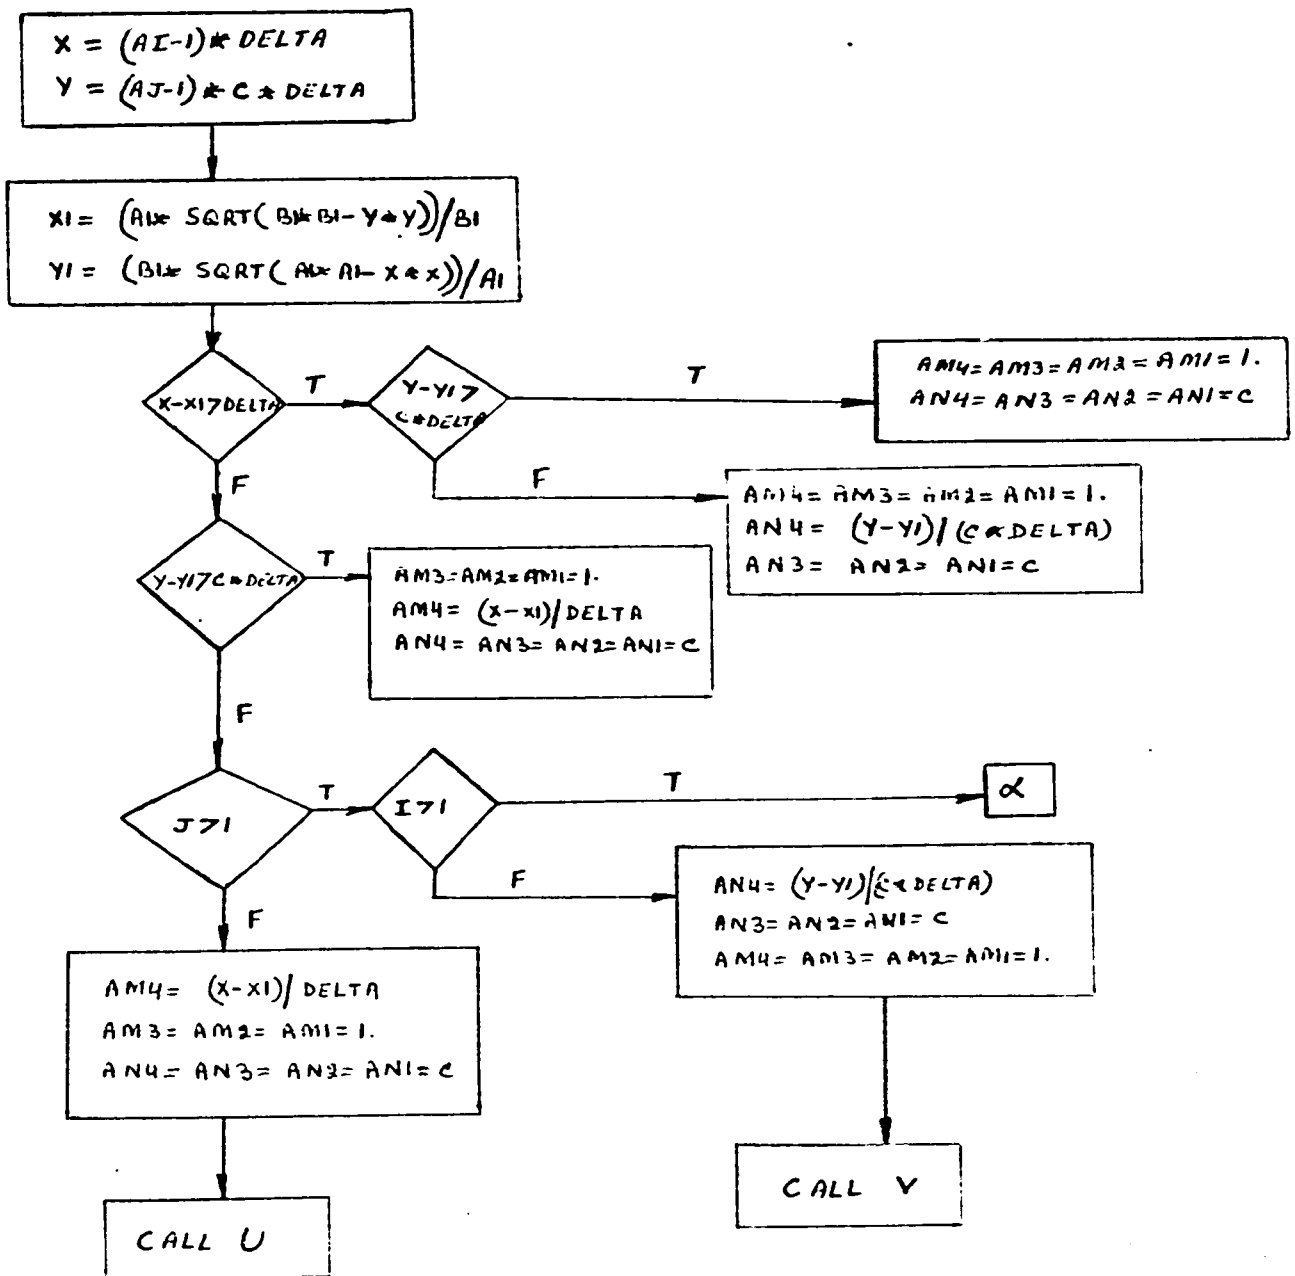 X = (AI-1)* DELTA
Y = (AJ-1)* C * DELTA
X1 = (A1* SQRT( B1*B1- Y*Y))/B1
Y1 = (B1* SQRT( A1* A1- X * X))/A1
X-X1>DELTA
T
Y-Y1>
C*DELTA
T
AM4= AM3= AM2= AM1= 1.
AN4= AN3 = AN2 = AN1= C
F
F
AM4= AM3= AM2= AM1= 1.
AN4= (Y-Y1)/(C*DELTA)
AN3= AN2= AN1= C
Y-Y1>C*DELTA
T
AM3=AM2=AM1=1.
AM4= (X-X1)/DELTA
AN4= AN3= AN2=AN1=C
F
J>1
T
I>1
T
α
F
F
AN4= (Y-Y1)/(C*DELTA)
AN3= AN2= AN1= C
AM4= AM3= AM2= AM1=1.
AM4= (X-X1)/DELTA
AM3= AM2= AM1=1.
AN4= AN3= AN2= AN1= C
CALL V
CALL U